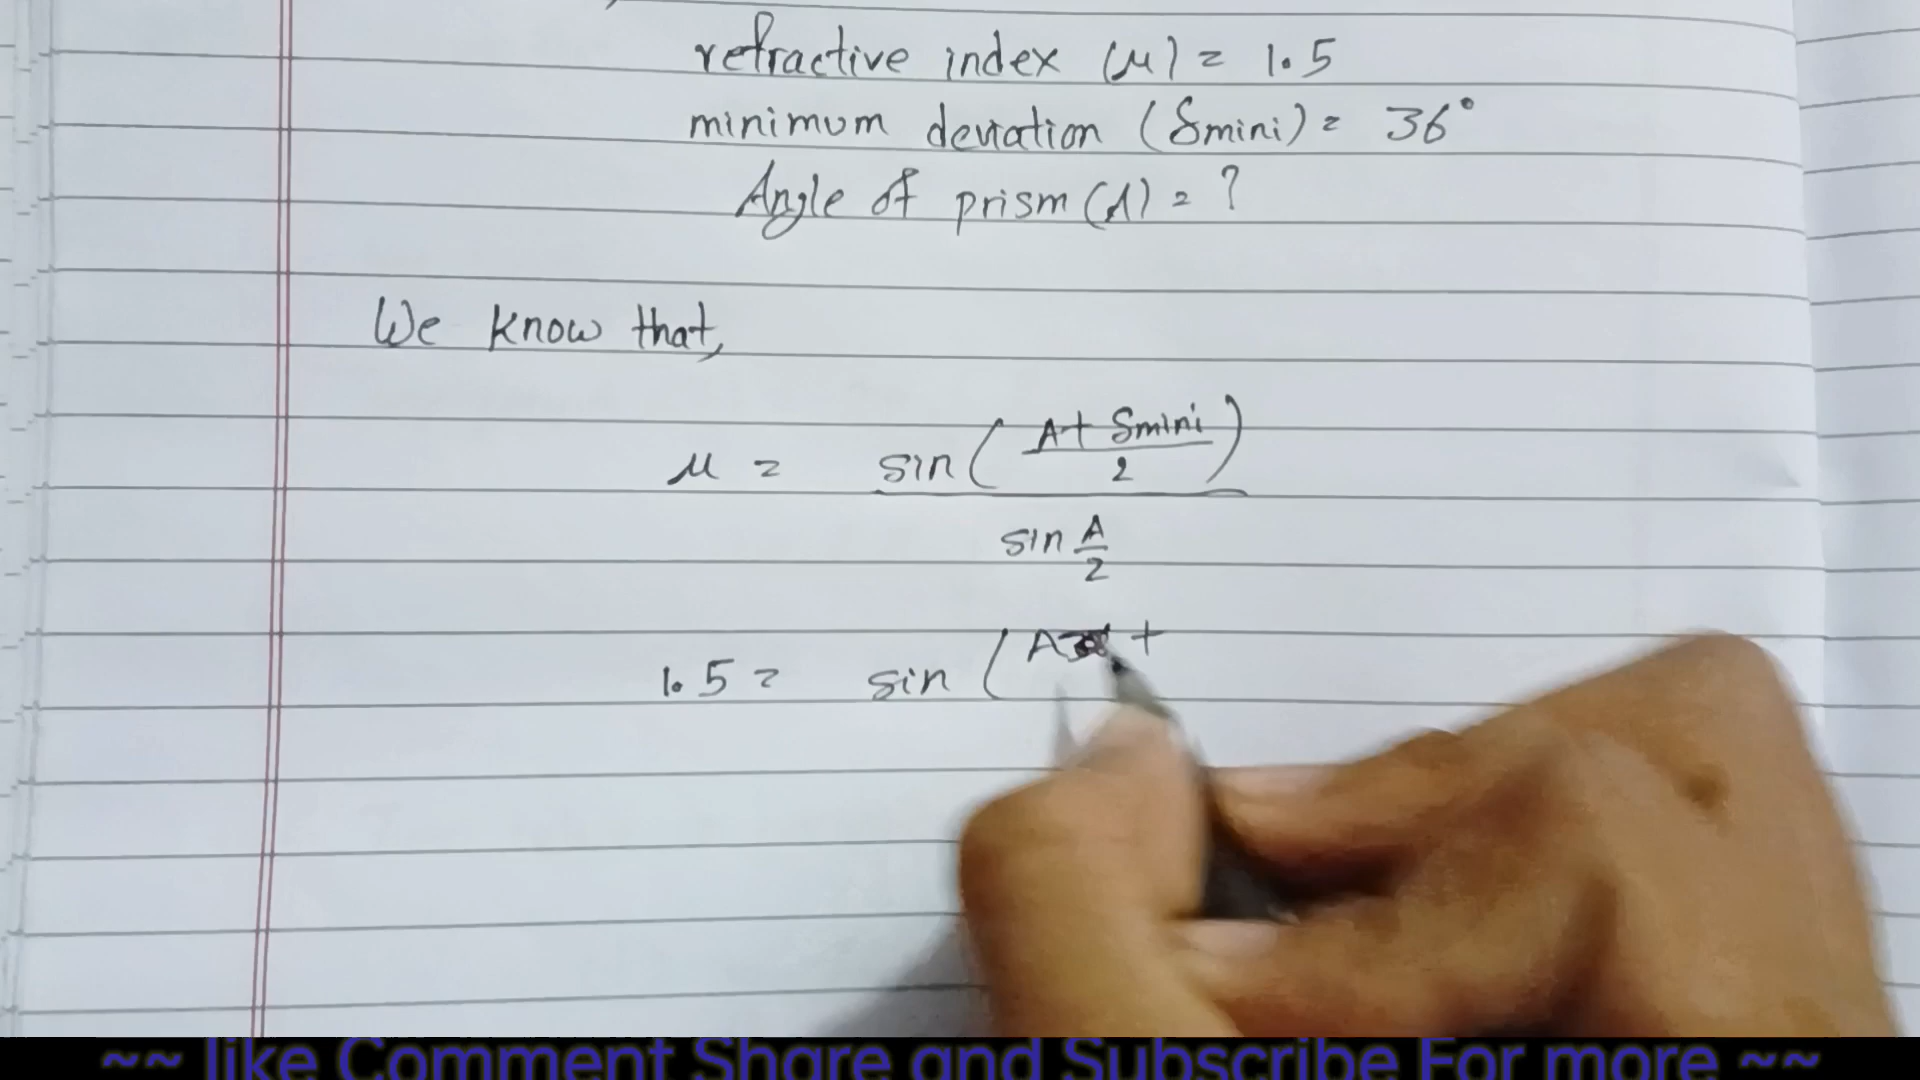 refractive index (μ) = 1.5
minimum deviation (δmini) = 36°
Angle of prism (A) = ?
We know that,
μ = sin(A + δmini / 2) / sin A/2
1.5 = sin (A +
~~ like Comment Share and Subscribe For more ~~